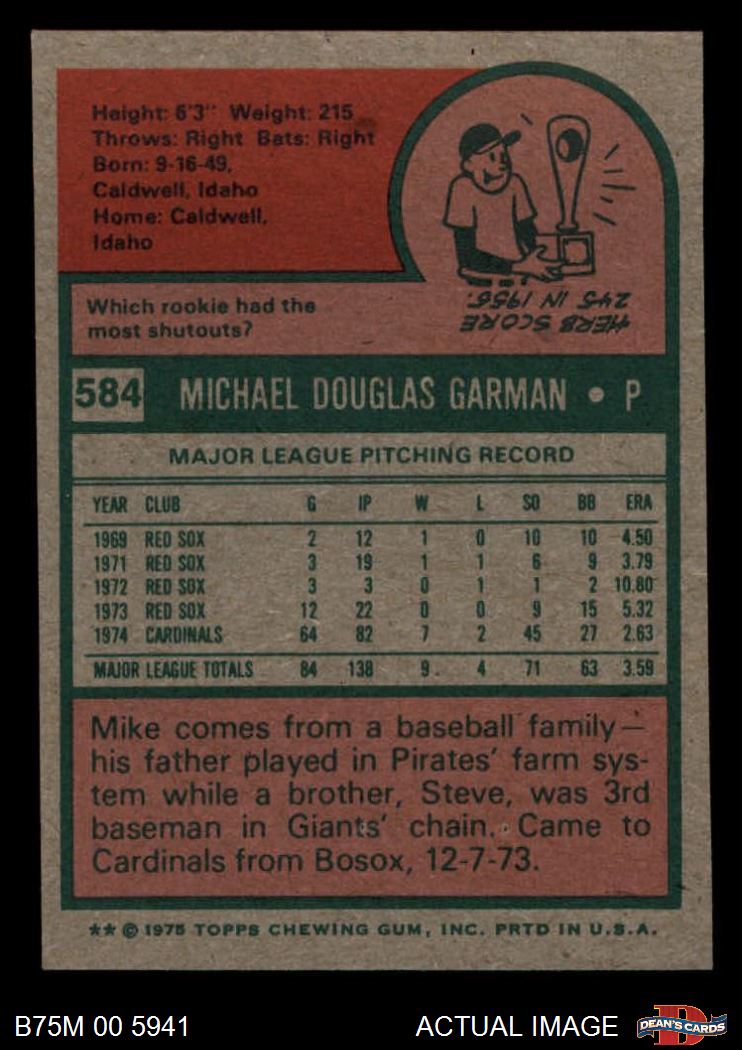 Height: 6'3" Weight: 215
Throws: Right Bats: Right
Born: 9-16-49,
Caldwell, Idaho
Home: Caldwell,
Idaho
Which rookie had the
most shutouts?
HERB SCORE
245 IN 1955.
584 MICHAEL DOUGLAS GARMAN • P
MAJOR LEAGUE PITCHING RECORD
YEAR CLUB G IP W L SO BB ERA
1969 RED SOX 2 12 1 0 10 10 4.50
1971 RED SOX 3 19 1 1 6 9 3.79
1972 RED SOX 3 3 0 1 1 2 10.80
1973 RED SOX 12 22 0 0 9 15 5.32
1974 CARDINALS 64 82 7 2 45 27 2.63
MAJOR LEAGUE TOTALS 84 138 9 4 71 63 3.59
Mike comes from a baseball family—
his father played in Pirates' farm sys-
tem while a brother, Steve, was 3rd
baseman in Giants' chain. Came to
Cardinals from Bosox, 12-7-73.
** © 1975 TOPPS CHEWING GUM, INC. PRTD IN U.S.A.
B75M 00 5941 ACTUAL IMAGE DEAN'S CARDS